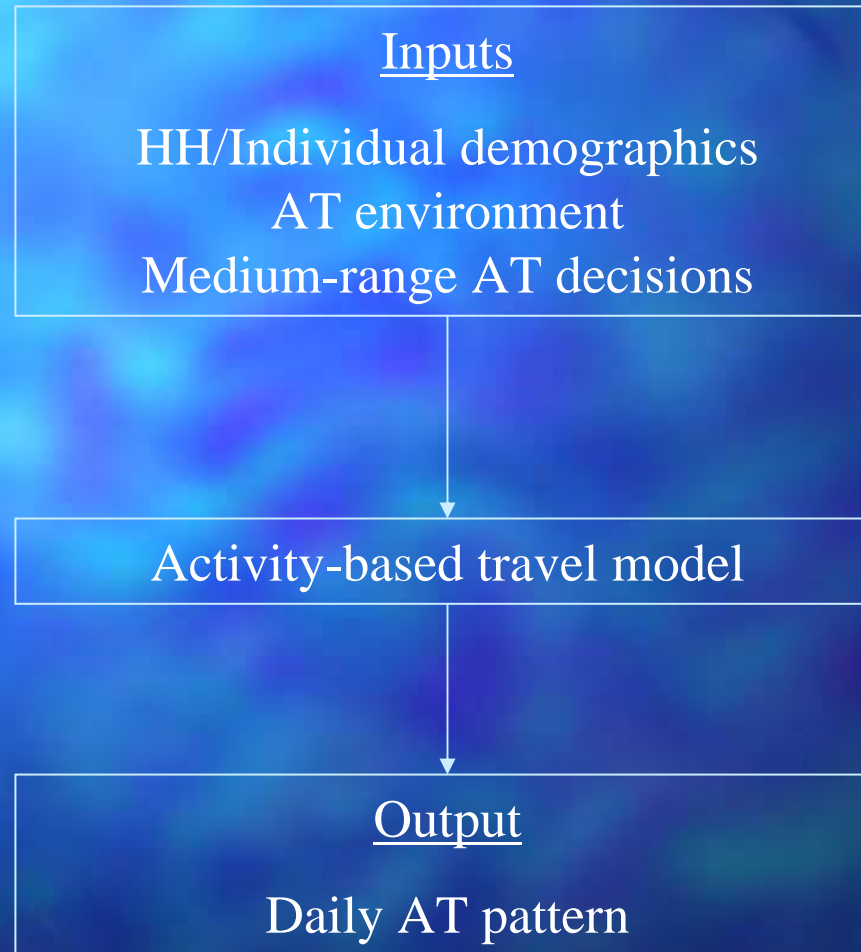 Inputs
HH/Individual demographics
AT environment
Medium-range AT decisions
Activity-based travel model
Output
Daily AT pattern